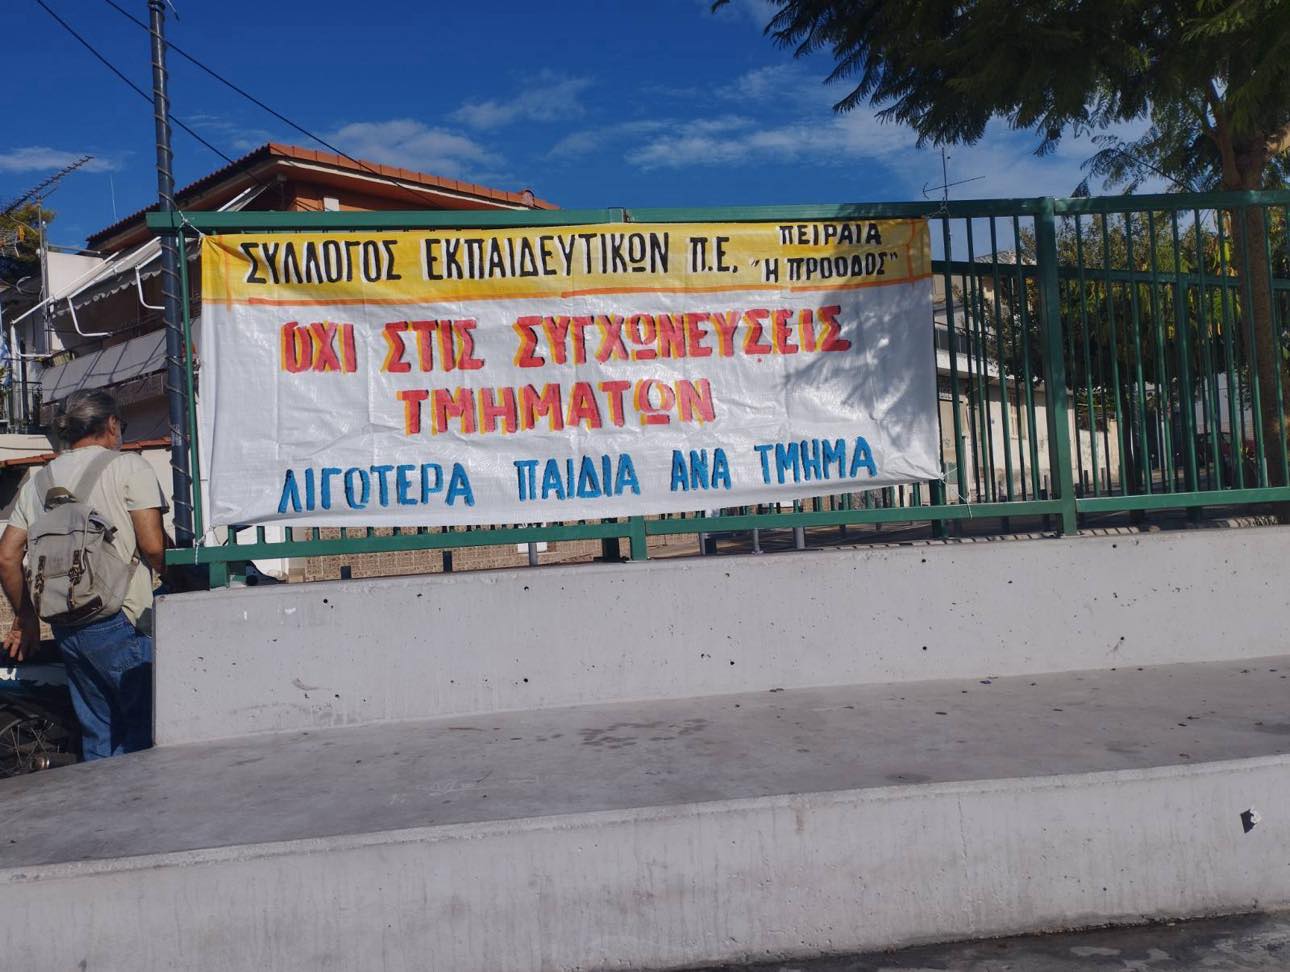 ΣΥΛΛΟΓΟΣ ΕΚΠΑΙΔΕΥΤΙΚΩΝ Π.Ε. ΠΕΙΡΑΙΑ
"Η ΠΡΟΟΔΟΣ"
ΟΧΙ ΣΤΙΣ ΣΥΓΧΩΝΕΥΣΕΙΣ
ΤΜΗΜΑΤΩΝ
ΛΙΓΟΤΕΡΑ ΠΑΙΔΙΑ ΑΝΑ ΤΜΗΜΑ